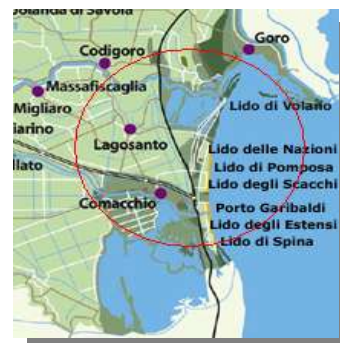 Jolanda di Savoia
Goro
Codigoro
Massafiscaglia
Lido di Volano
Migliaro
iarino
Lagosanto
Lido delle Nazioni
llato
Lido di Pomposa
Lido degli Scacchi
Comacchio
Porto Garibaldi
Lido degli Estensi
Lido di Spina